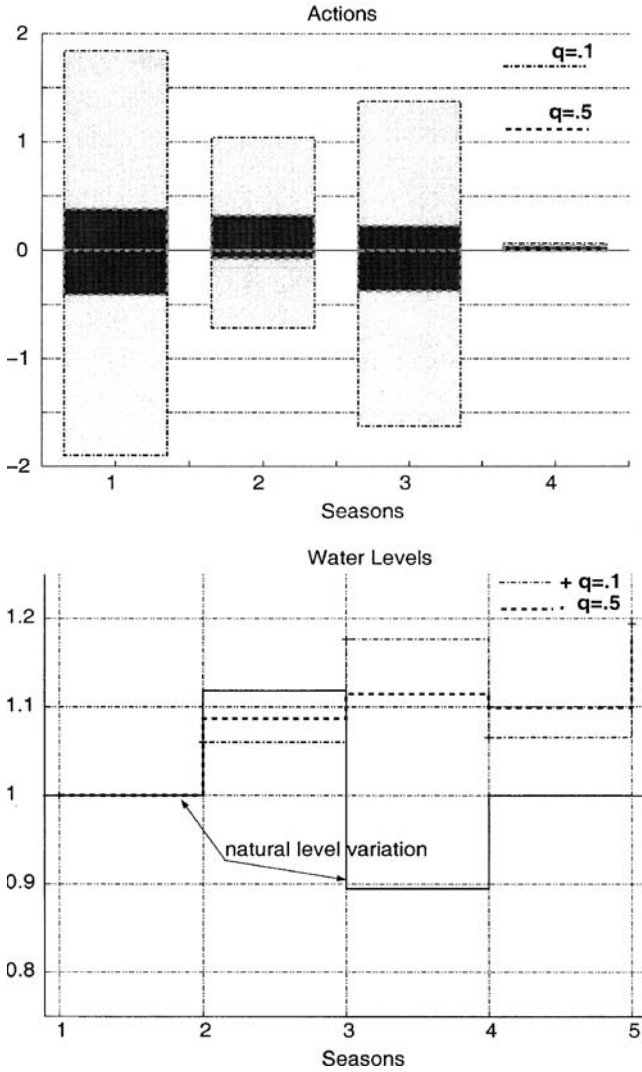 Actions
2
q=.1
q=.5
1
0
−1
−2
1 2 3 4
Seasons
Water Levels
+ q=.1
q=.5
1.2
1.1
1
natural level variation
0.9
0.8
1 2 3 4 5
Seasons